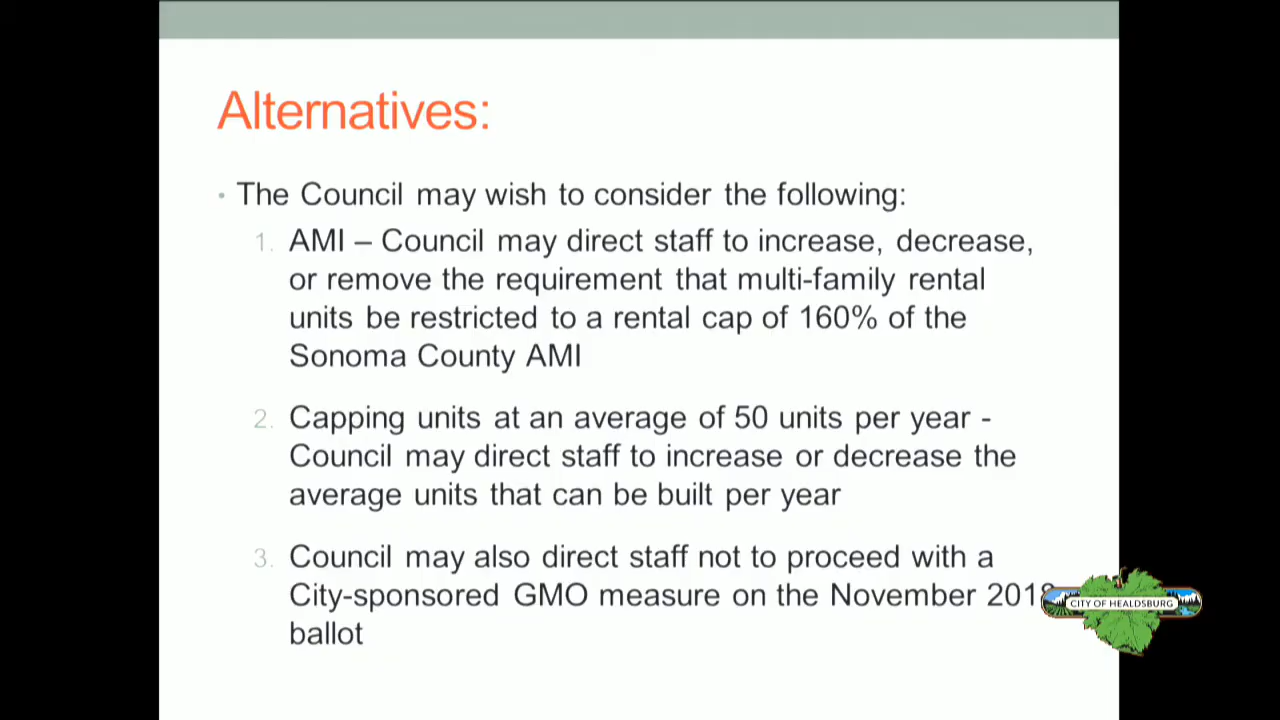 Alternatives:
• The Council may wish to consider the following:
1. AMI – Council may direct staff to increase, decrease,
or remove the requirement that multi-family rental
units be restricted to a rental cap of 160% of the
Sonoma County AMI
2. Capping units at an average of 50 units per year -
Council may direct staff to increase or decrease the
average units that can be built per year
3. Council may also direct staff not to proceed with a
City-sponsored GMO measure on the November 2018
ballot
CITY OF HEALDSBURG